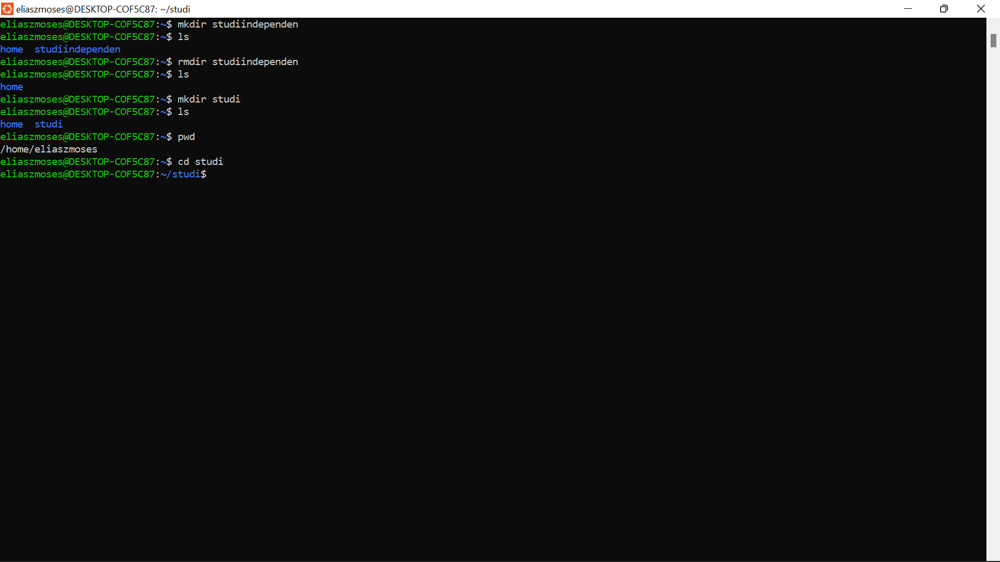 eliaszmoses@DESKTOP-COF5C87: ~/studi
eliaszmoses@DESKTOP-COF5C87:~$ mkdir studiindependen
eliaszmoses@DESKTOP-COF5C87:~$ ls
home  studiindependen
eliaszmoses@DESKTOP-COF5C87:~$ rmdir studiindependen
eliaszmoses@DESKTOP-COF5C87:~$ ls
home
eliaszmoses@DESKTOP-COF5C87:~$ mkdir studi
eliaszmoses@DESKTOP-COF5C87:~$ ls
home  studi
eliaszmoses@DESKTOP-COF5C87:~$ pwd
/home/eliaszmoses
eliaszmoses@DESKTOP-COF5C87:~$ cd studi
eliaszmoses@DESKTOP-COF5C87:~/studi$